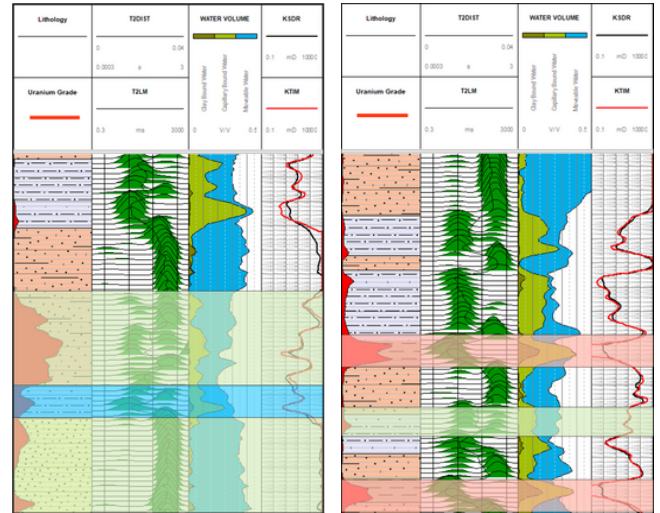 Lithology
T2DIST
WATER VOLUME
KSDR
0 0.04
0.0003 s 3
0.1 mD 1000
Uranium Grade
T2LM
KTIM
0.3 ms 3000
Clay Bound Water
Capillary Bound Water
Moveable Water
0 V/V 0.5
0.1 mD 1000
Lithology
T2DIST
WATER VOLUME
KSDR
0 0.04
0.0003 s 3
0.1 mD 1000
Uranium Grade
T2LM
KTIM
0.3 ms 3000
Clay Bound Water
Capillary Bound Water
Moveable Water
0 V/V 0.5
0.1 mD 1000